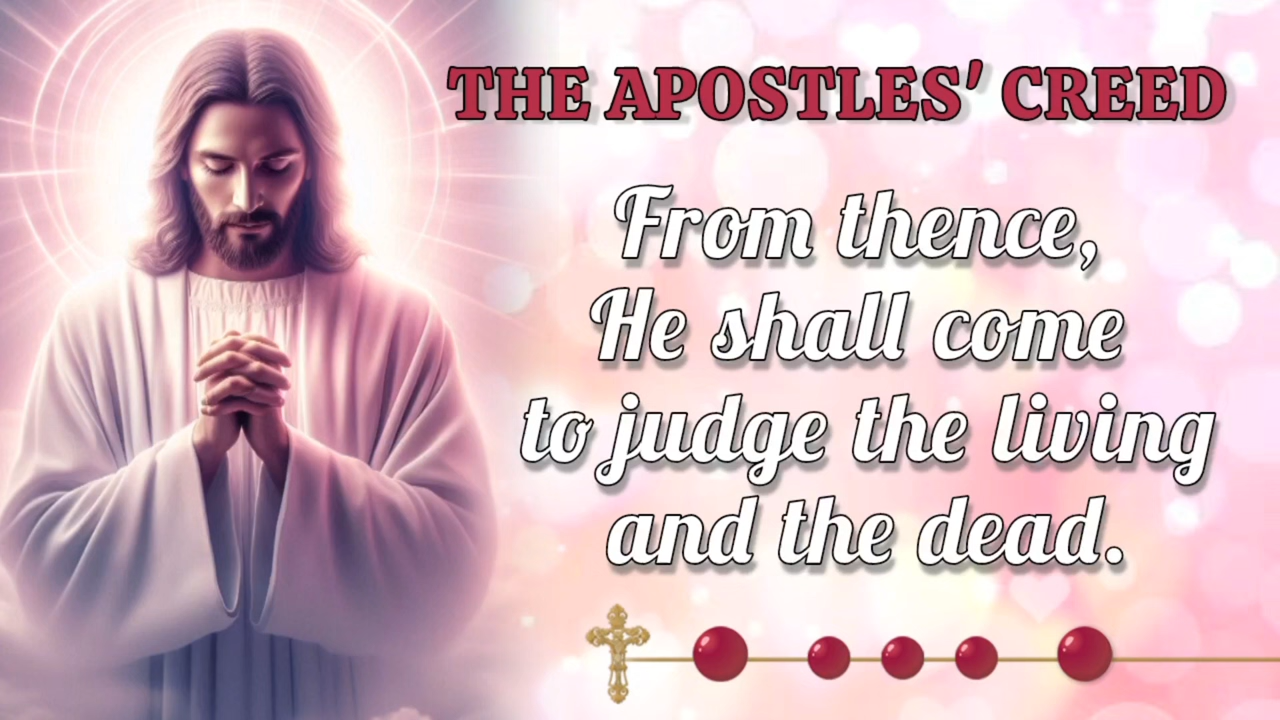 THE APOSTLES' CREED
From thence,
He shall come
to judge the living
and the dead.